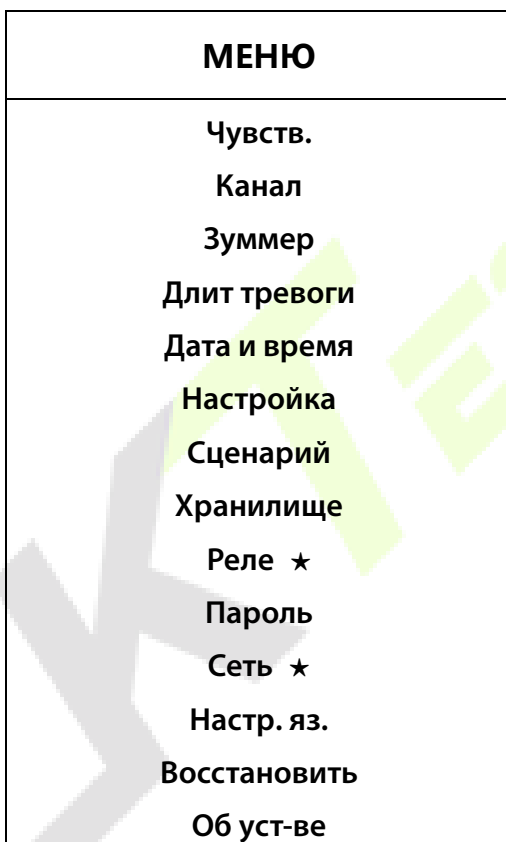 МЕНЮ
Чувств.
Канал
Зуммер
Длит тревоги
Дата и время
Настройка
Сценарий
Хранилище
Реле ★
Пароль
Сеть ★
Настр. яз.
Восстановить
Об уст-ве